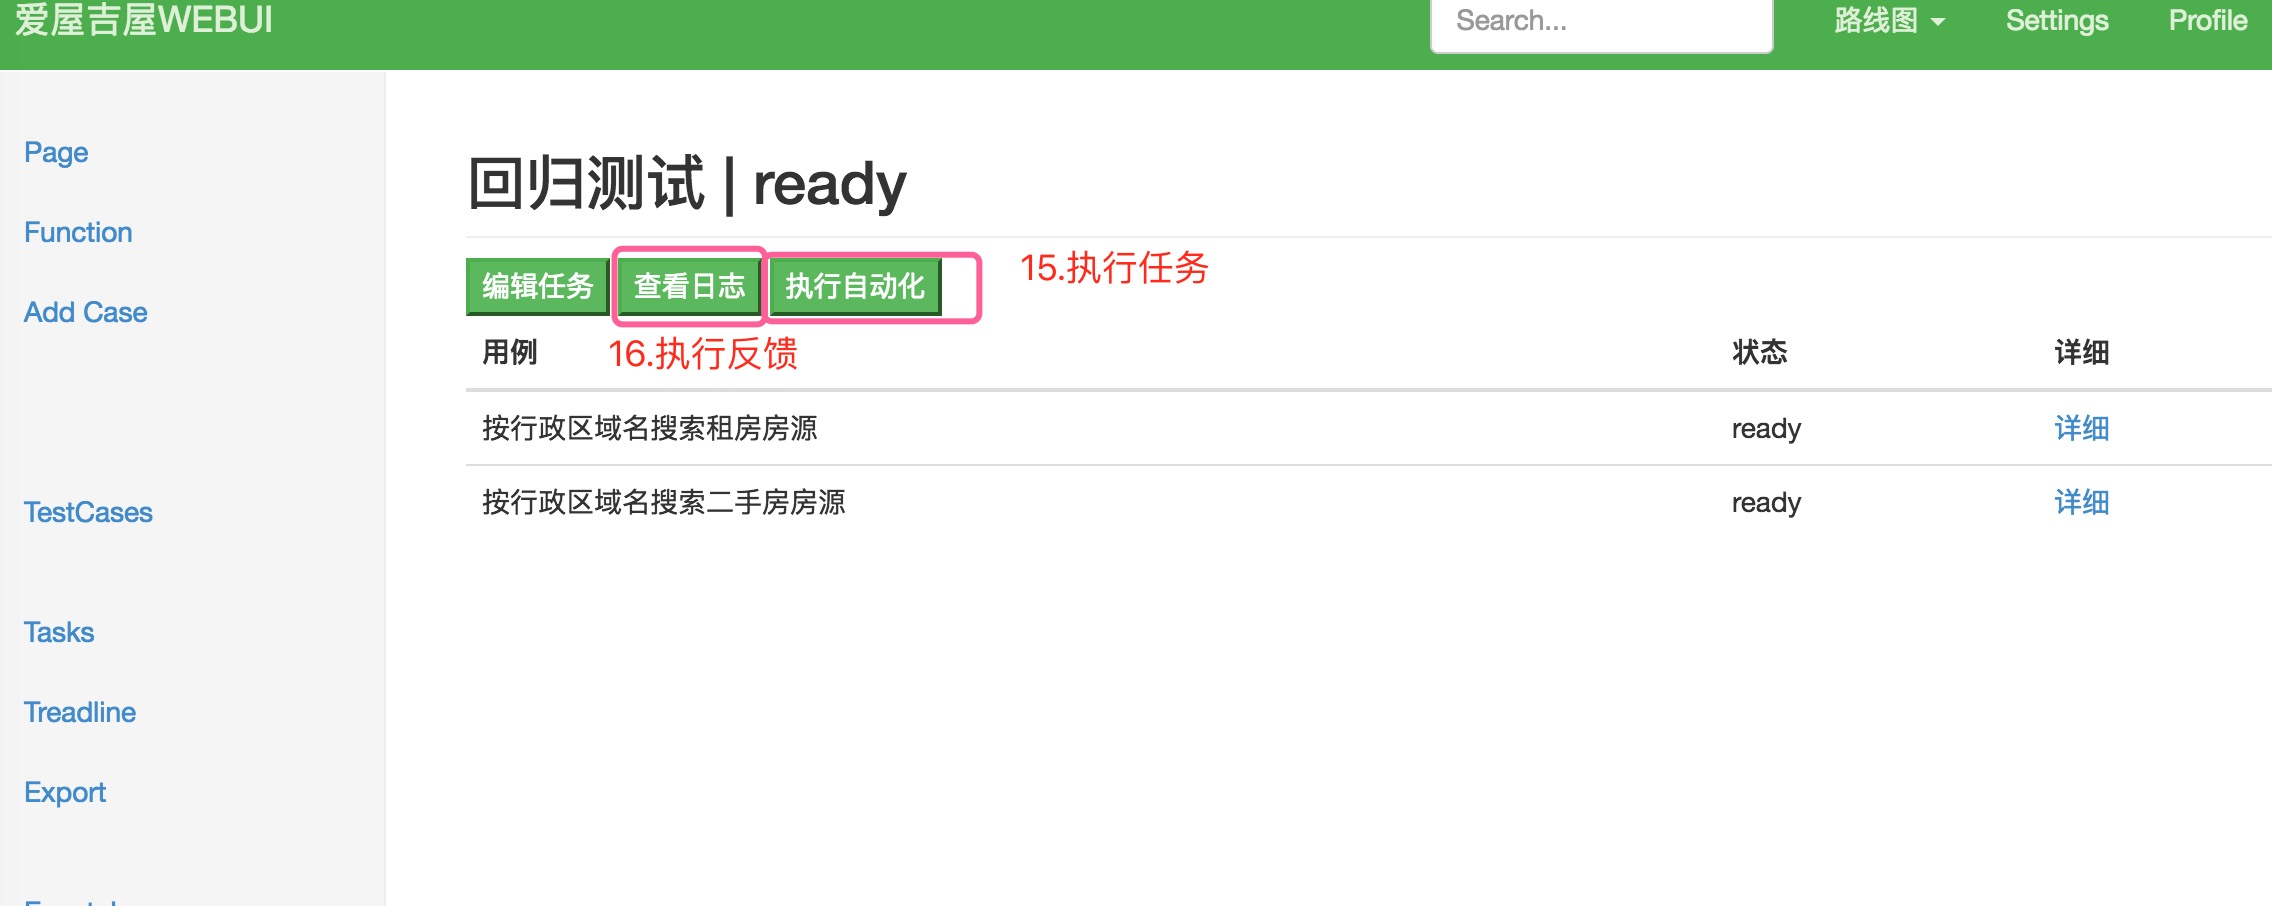 爱屋吉屋WEBUI
Search...
路线图
Settings
Profile
Page
Function
Add Case
TestCases
Tasks
Treadline
Export
回归测试 | ready
编辑任务
查看日志
执行自动化
15.执行任务
16.执行反馈
用例
状态
详细
按行政区域名搜索租房房源
ready
详细
按行政区域名搜索二手房房源
ready
详细